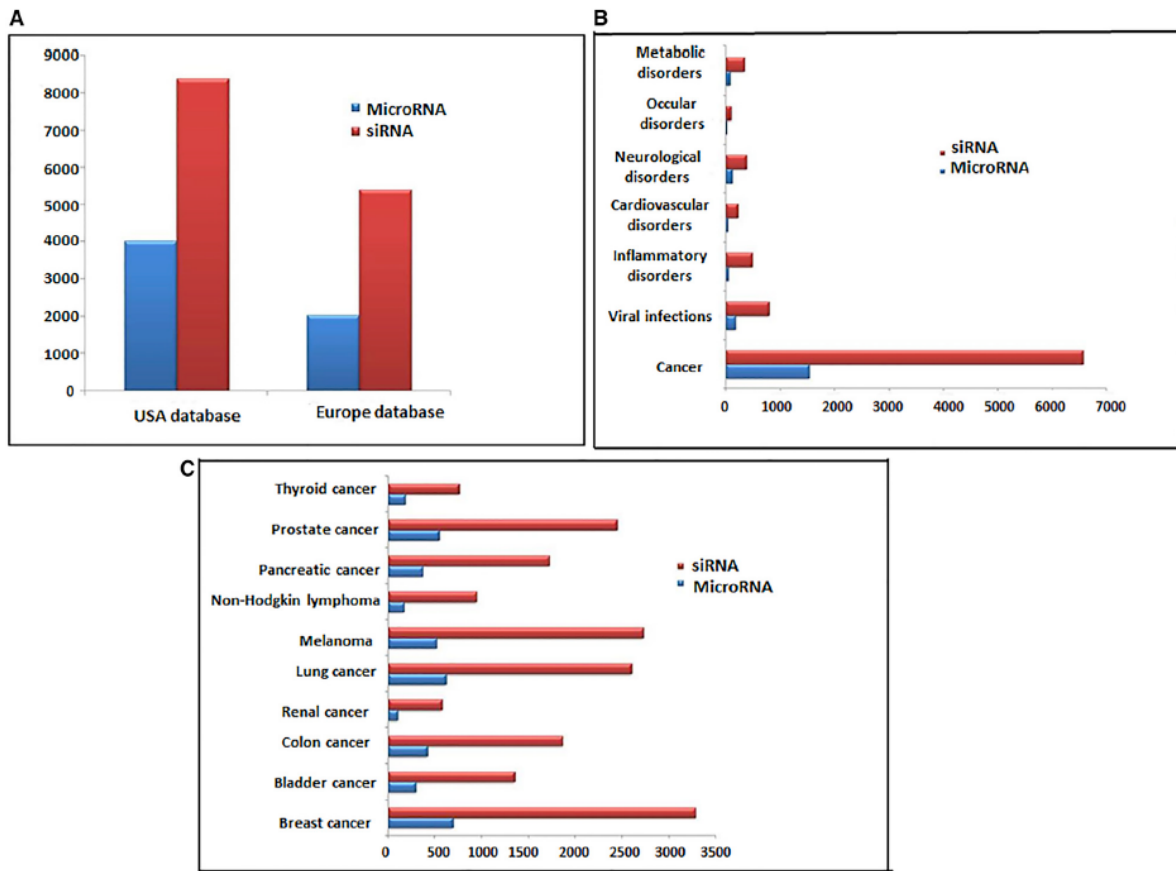 A
9000
8000
7000
6000
5000
4000
3000
2000
1000
0
MicroRNA
siRNA
USA database
Europe database
B
Metabolic
disorders
Occular
disorders
Neurological
disorders
Cardiovascular
disorders
Inflammatory
disorders
Viral infections
Cancer
siRNA
MicroRNA
0 1000 2000 3000 4000 5000 6000 7000
C
Thyroid cancer
Prostate cancer
Pancreatic cancer
Non-Hodgkin lymphoma
Melanoma
Lung cancer
Renal cancer
Colon cancer
Bladder cancer
Breast cancer
siRNA
MicroRNA
0 500 1000 1500 2000 2500 3000 3500